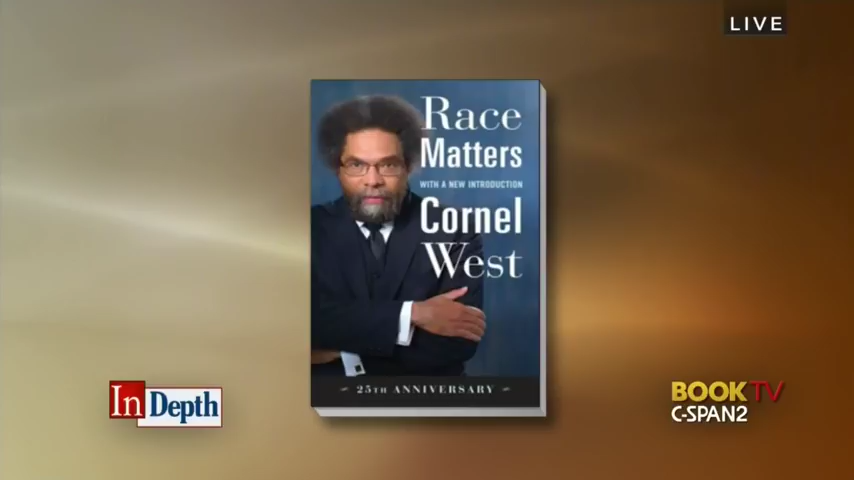 LIVE
Race
Matters
WITH A NEW INTRODUCTION
Cornel
West
25TH ANNIVERSARY
In Depth
BOOK TV
C-SPAN2